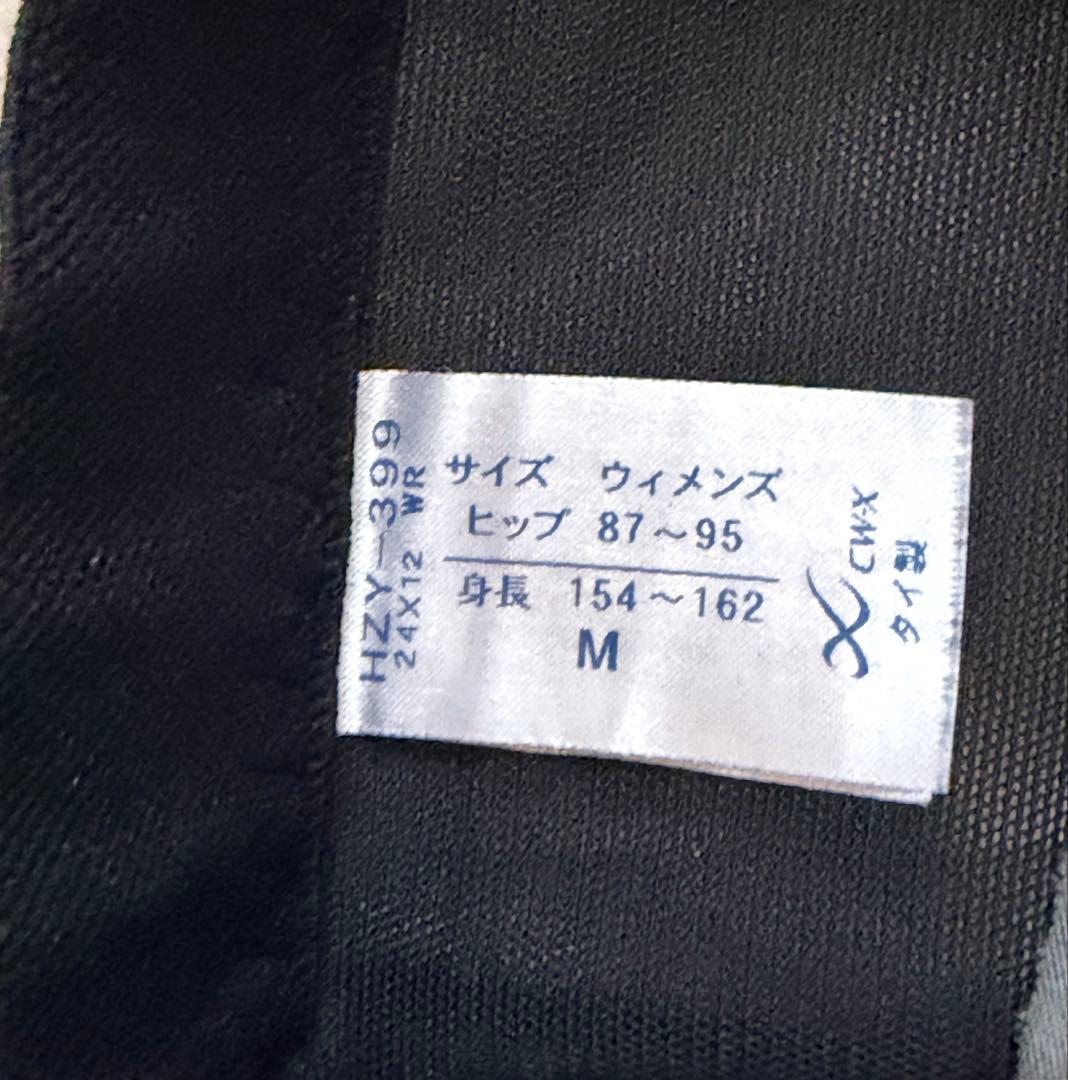 HZY-399
24X12 WR
サイズ ウィメンズ
ヒップ 87〜95
身長 154〜162
M
CW-X
タイ製